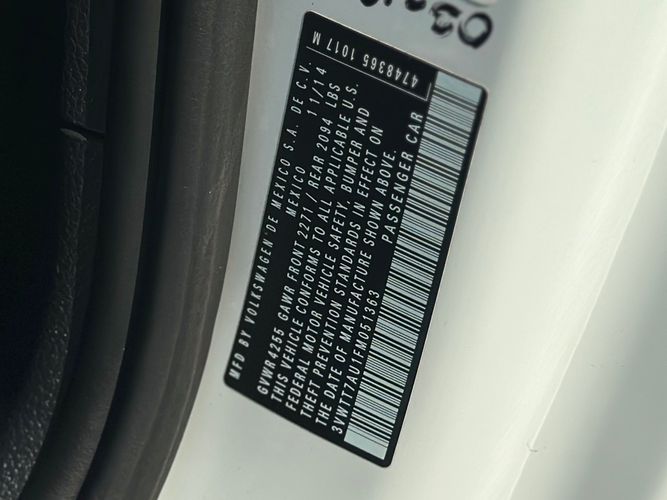 MFD BY VOLKSWAGEN DE MEXICO S.A. DE C.V.
MEXICO 11/14
GVWR 4255 GAWR FRONT 2271/ REAR 2094 LBS
THIS VEHICLE CONFORMS TO ALL APPLICABLE U.S.
FEDERAL MOTOR VEHICLE SAFETY, BUMPER AND
THEFT PREVENTION STANDARDS IN EFFECT ON
THE DATE OF MANUFACTURE SHOWN ABOVE.
3VWTT7AU1FM051363 PASSENGER CAR
4748365 1017 M